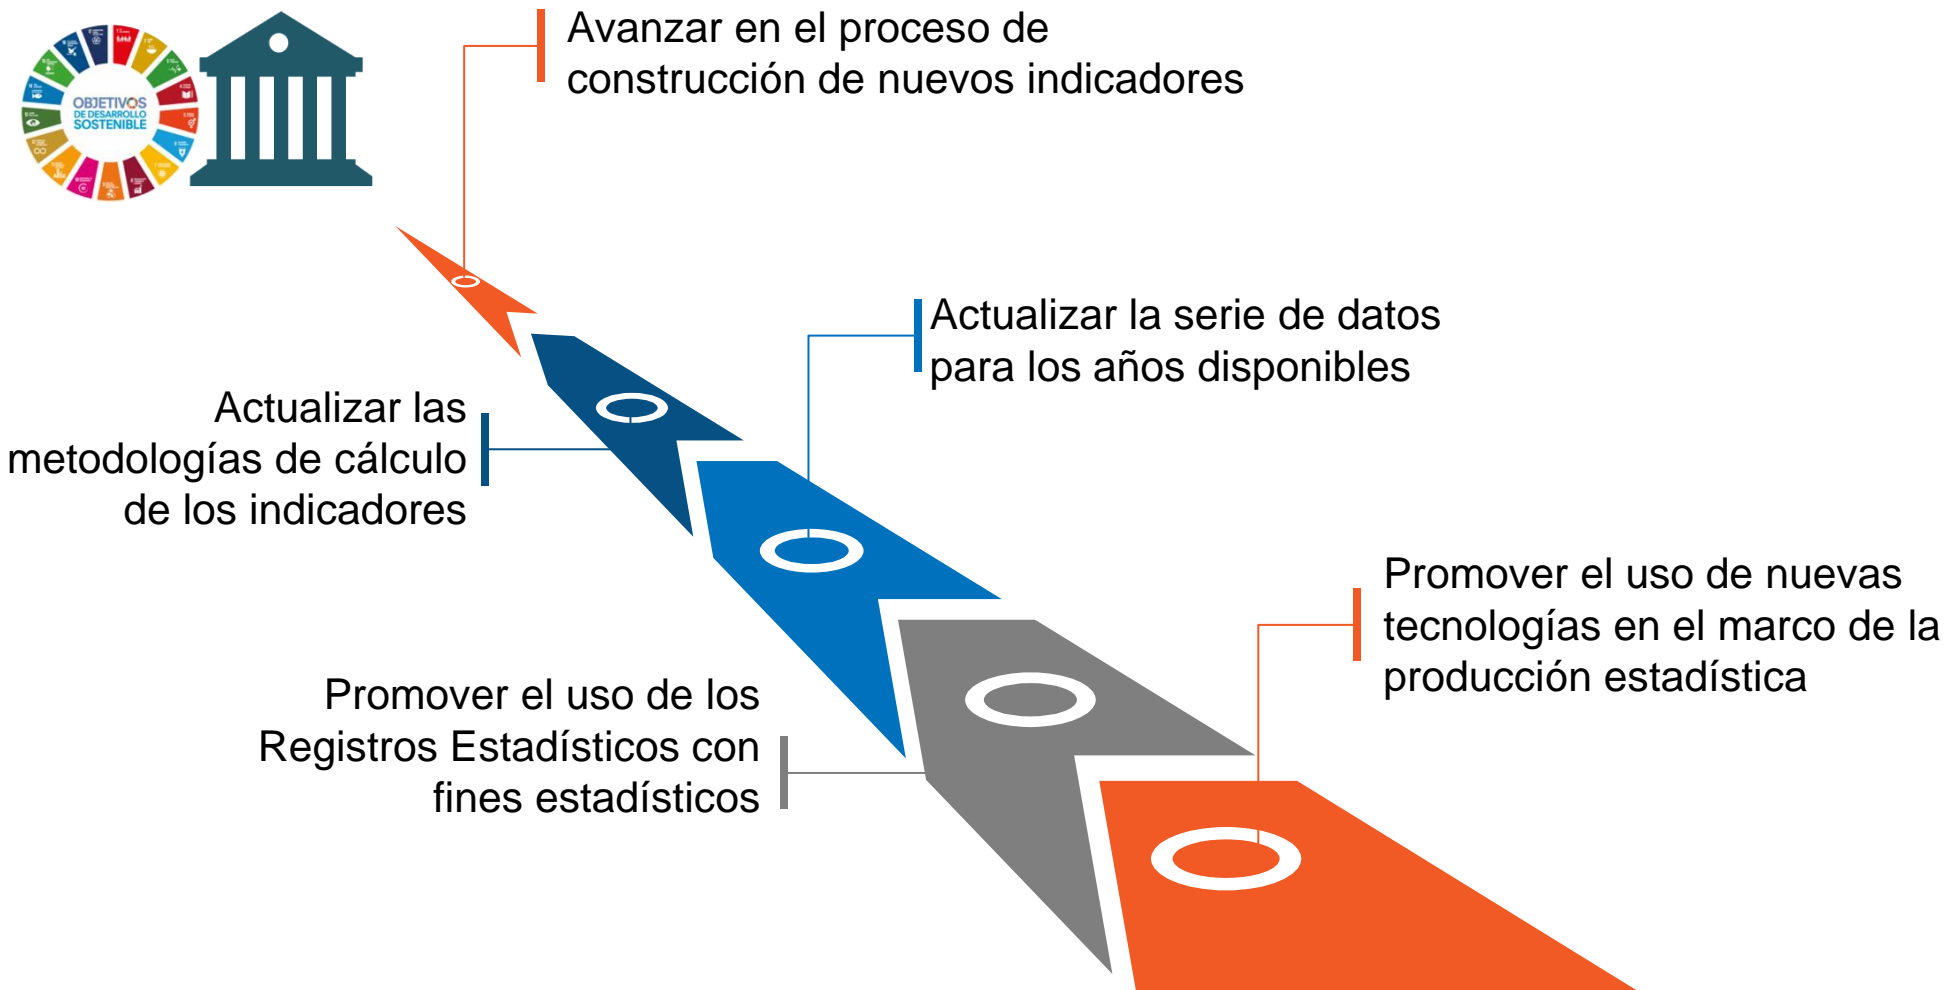 OBJETIVOS
DE DESARROLLO
SOSTENIBLE
Avanzar en el proceso de
construcción de nuevos indicadores
Actualizar la serie de datos
para los años disponibles
Actualizar las
metodologías de cálculo
de los indicadores
Promover el uso de nuevas
tecnologías en el marco de la
producción estadística
Promover el uso de los
Registros Estadísticos con
fines estadísticos